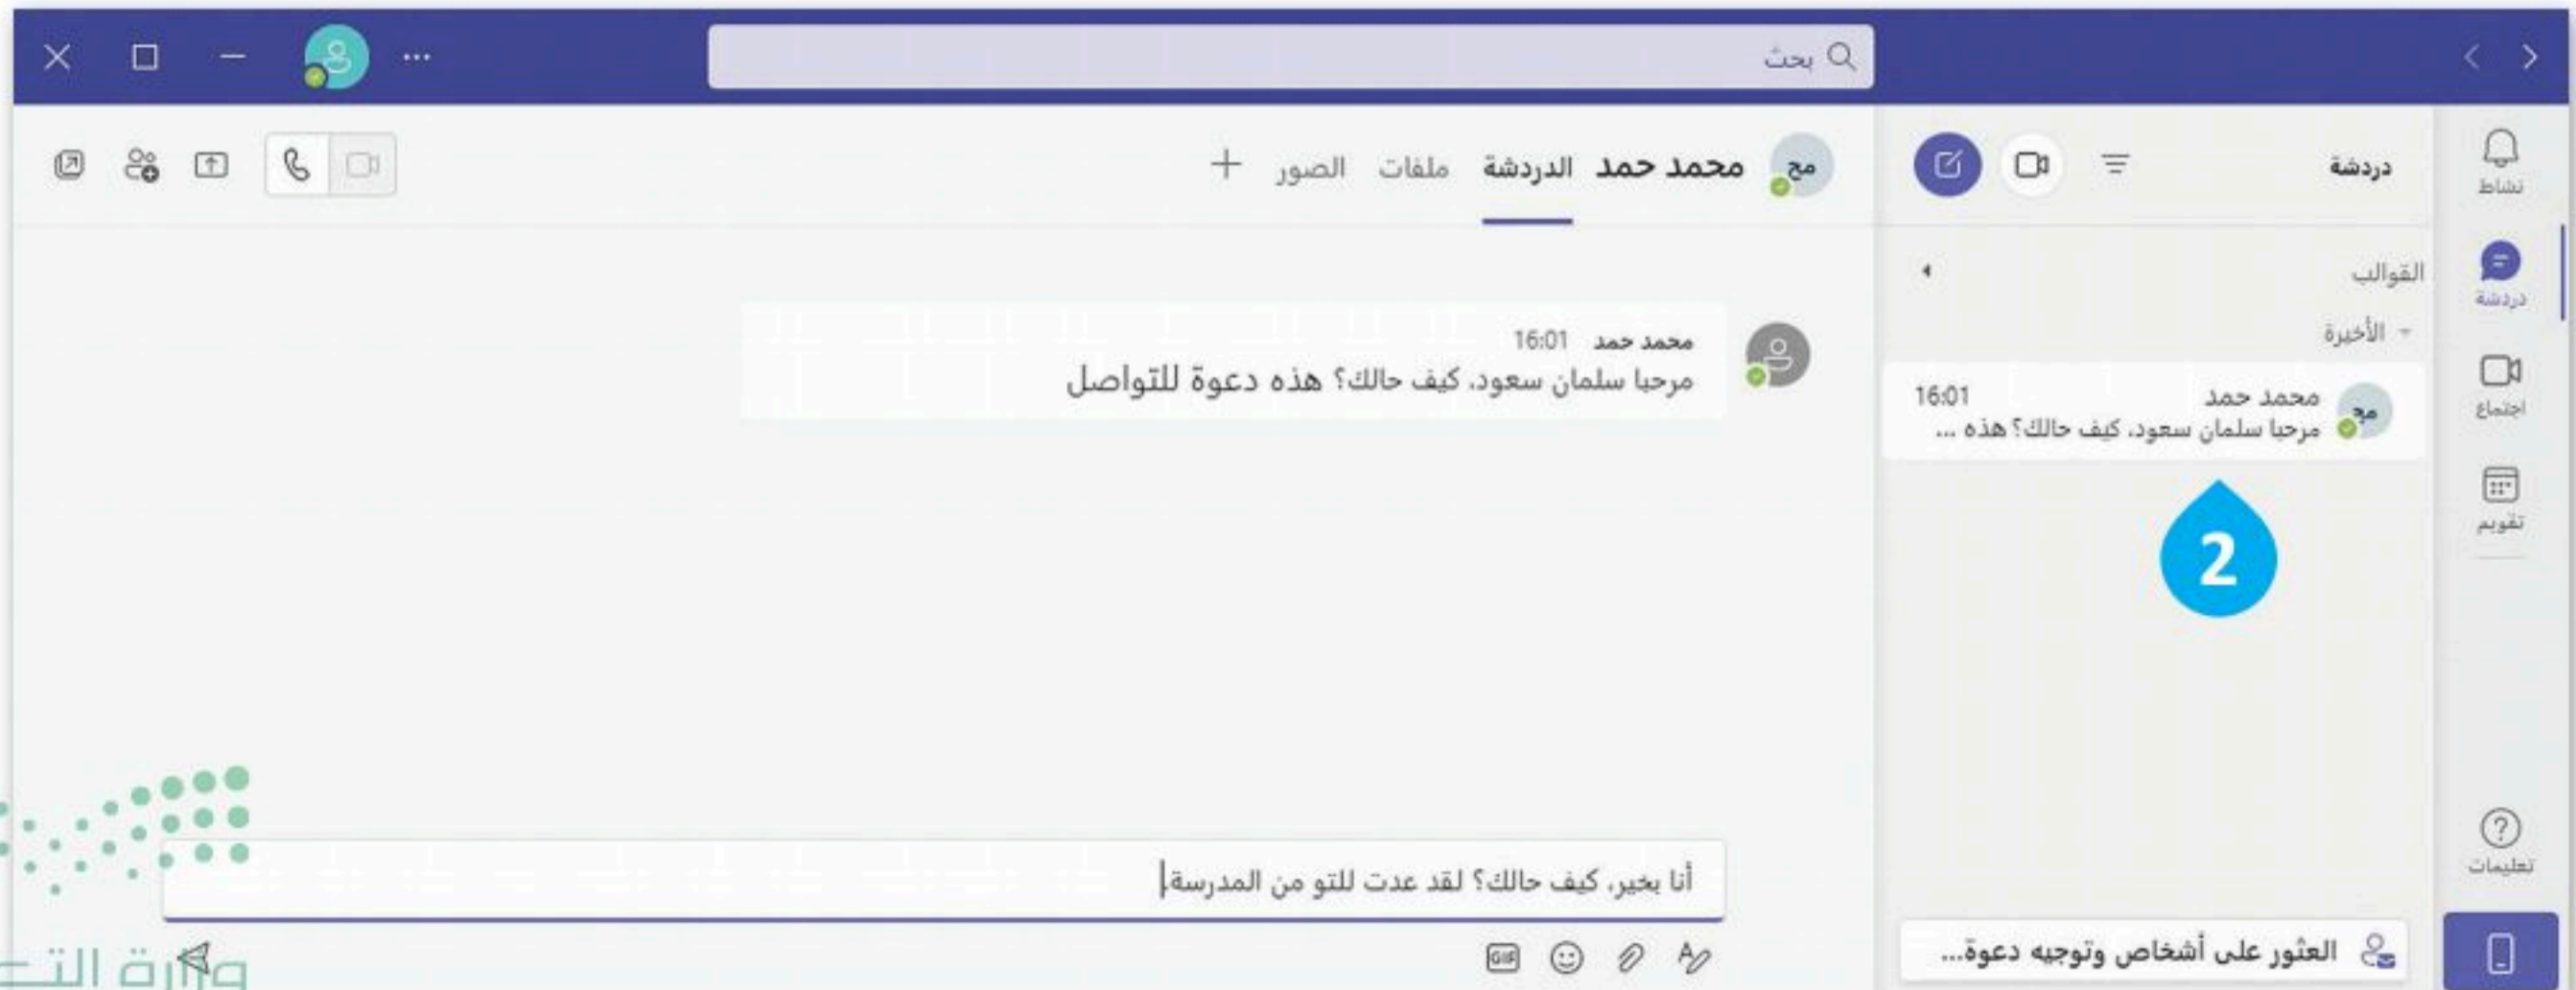 بحث
نشاط
دردشة
اجتماع
تقويم
تعليمات
دردشة
القوالب
الأخيرة
محمد حمد 16:01
مرحبا سلمان سعود، كيف حالك؟ هذه ...
2
العثور على أشخاص وتوجيه دعوة...
مح محمد حمد الدردشة ملفات الصور
محمد حمد 16:01
مرحبا سلمان سعود، كيف حالك؟ هذه دعوة للتواصل
أنا بخير، كيف حالك؟ لقد عدت للتو من المدرسة.
GIF
وزارة